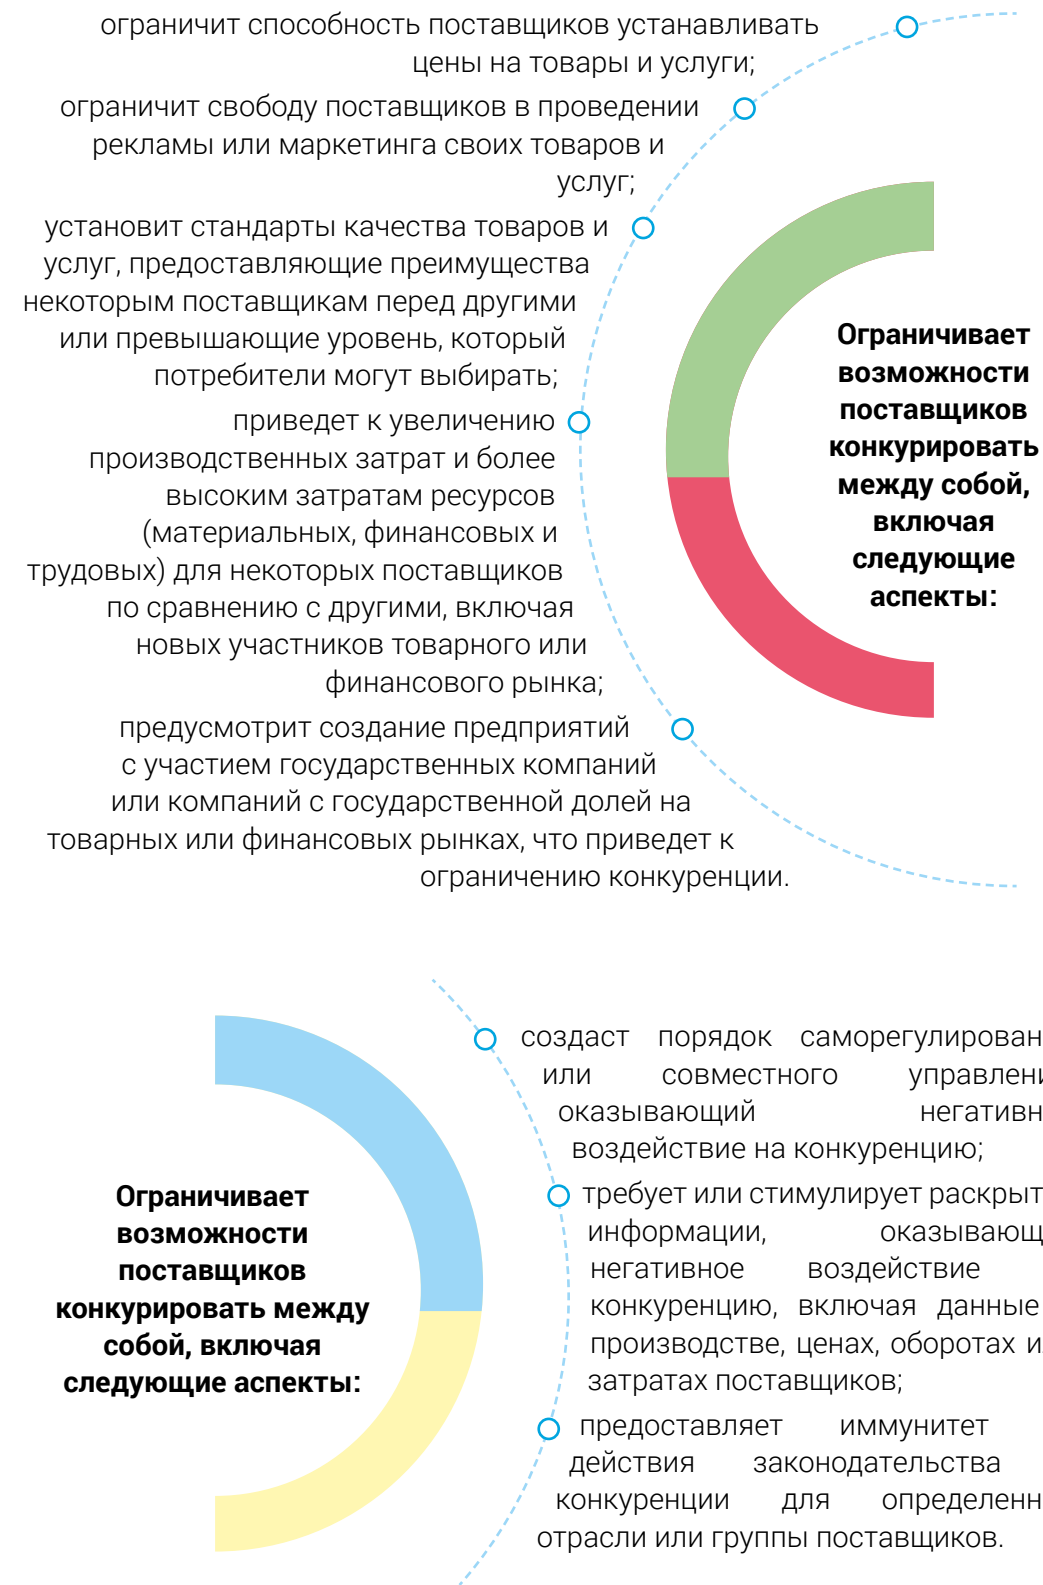 Ограничивает
возможности
поставщиков
конкурировать
между собой,
включая
следующие
аспекты:
ограничит способность поставщиков устанавливать
цены на товары и услуги;
ограничит свободу поставщиков в проведении
рекламы или маркетинга своих товаров и
услуг;
установит стандарты качества товаров и
услуг, предоставляющие преимущества
некоторым поставщикам перед другими
или превышающие уровень, который
потребители могут выбирать;
приведет к увеличению
производственных затрат и более
высоким затратам ресурсов
(материальных, финансовых и
трудовых) для некоторых поставщиков
по сравнению с другими, включая
новых участников товарного или
финансового рынка;
предусмотрит создание предприятий
с участием государственных компаний
или компаний с государственной долей на
товарных или финансовых рынках, что приведет к
ограничению конкуренции.
Ограничивает
возможности
поставщиков
конкурировать между
собой, включая
следующие аспекты:
создаст порядок саморегулирован
или совместного управлени
оказывающий негативн
воздействие на конкуренцию;
требует или стимулирует раскрыт
информации, оказывающ
негативное воздействие
конкуренцию, включая данные
производстве, ценах, оборотах и
затратах поставщиков;
предоставляет иммунитет
действия законодательства
конкуренции для определенн
отрасли или группы поставщиков.